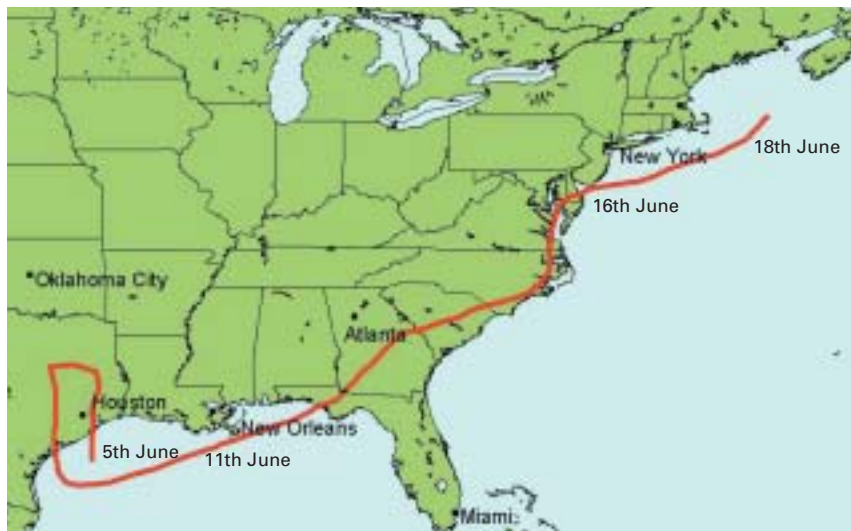 New York
18th June
16th June
Oklahoma City
Atlanta
Houston
New Orleans
5th June
11th June
Miami